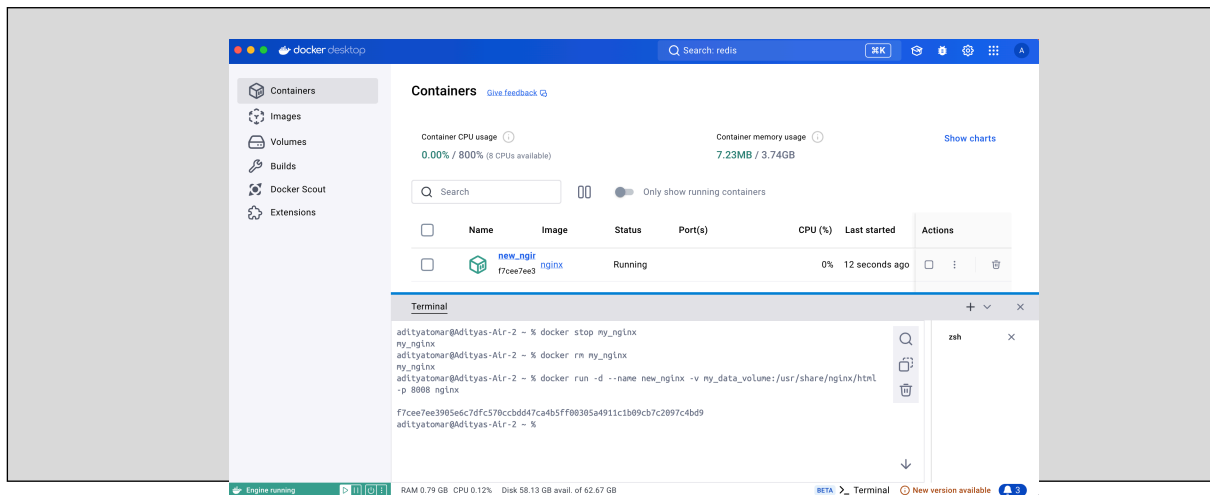 docker desktop
Search: redis
⌘K
A
Containers
Images
Volumes
Builds
Docker Scout
Extensions
Containers Give feedback
Container CPU usage
0.00% / 800% (8 CPUs available)
Container memory usage
7.23MB / 3.74GB
Show charts
Search
Only show running containers
Name Image Status Port(s) CPU (%) Last started Actions
new_ngir
f7cee7ee3
nginx Running 0% 12 seconds ago
Terminal
zsh
adityatomar@Adityas-Air-2 ~ % docker stop my_nginx
my_nginx
adityatomar@Adityas-Air-2 ~ % docker rm my_nginx
my_nginx
adityatomar@Adityas-Air-2 ~ % docker run -d --name new_nginx -v my_data_volume:/usr/share/nginx/html
-p 8008 nginx
f7cee7ee3905e6c7dfc570ccbdd47ca4b5ff00305a4911c1b09cb7c2097c4bd9
adityatomar@Adityas-Air-2 ~ %
Engine running
RAM 0.79 GB CPU 0.12% Disk 58.13 GB avail. of 62.67 GB
BETA >_ Terminal
New version available
3